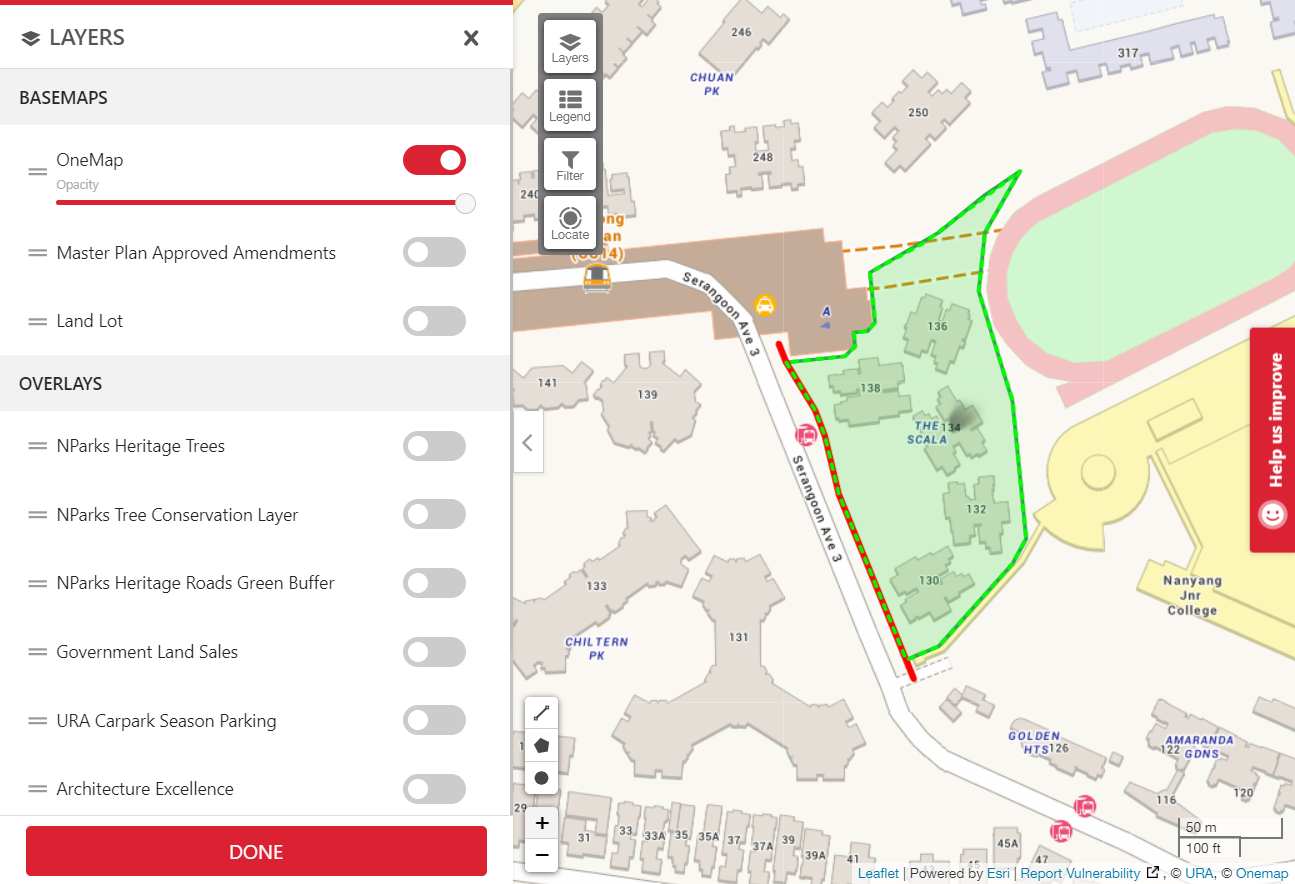 LAYERS
BASEMAPS
OneMap
Opacity
Master Plan Approved Amendments
Land Lot
OVERLAYS
NParks Heritage Trees
NParks Tree Conservation Layer
NParks Heritage Roads Green Buffer
Government Land Sales
URA Carpark Season Parking
Architecture Excellence
DONE
Layers
Legend
Filter
Locate
246
CHUAN
PK
317
250
248
240
ong
an
Serangoon Ave 3
A
136
141
139
138
THE
SCALA
134
Serangoon Ave 3
132
130
133
CHILTERN
PK
131
Nanyang
Jnr
College
Help us improve
GOLDEN
HTS
126
AMARANDA
GDNS
122
120
116
29
31
33
33A
35
35A
37
37A
39
39A
41
45
45A
47
+
−
50 m
100 ft
Leaflet | Powered by Esri | Report Vulnerability , © URA, © Onemap